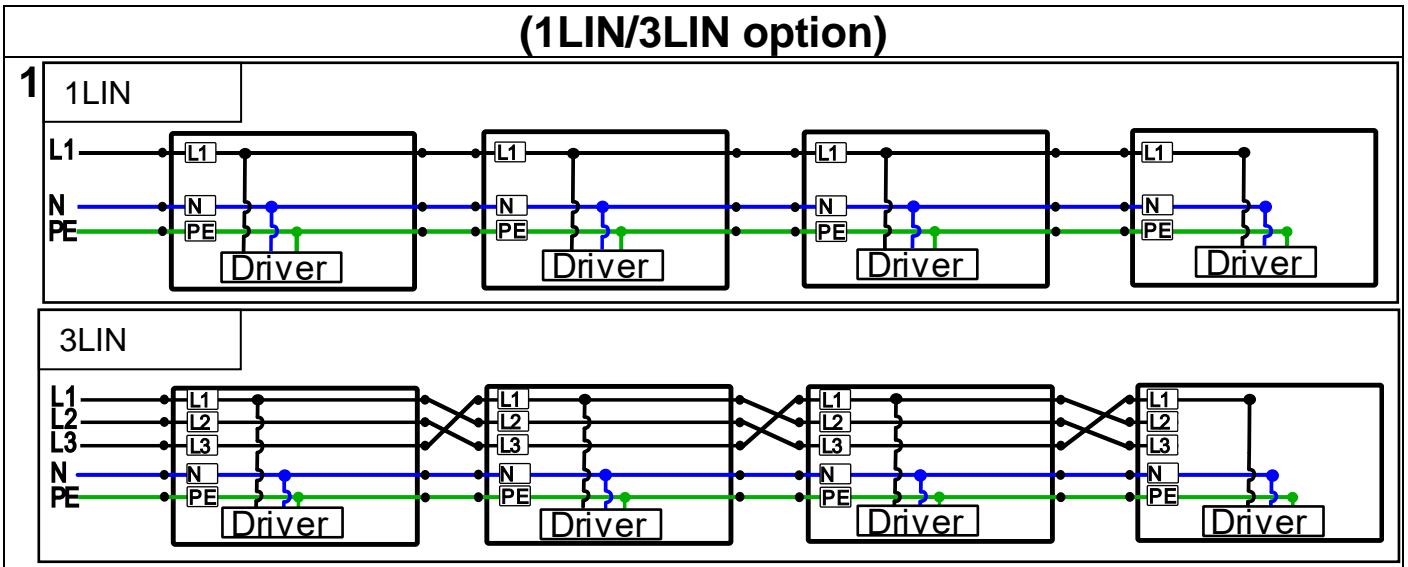 (1LIN/3LIN option)
1
1LIN
L1 L1 L1 L1 L1
N N N N N
PE PE PE PE PE
Driver Driver Driver Driver
3LIN
L1 L1 L1 L1 L1
L2 L2 L2 L2 L2
L3 L3 L3 L3 L3
N N N N N
PE PE PE PE PE
Driver Driver Driver Driver